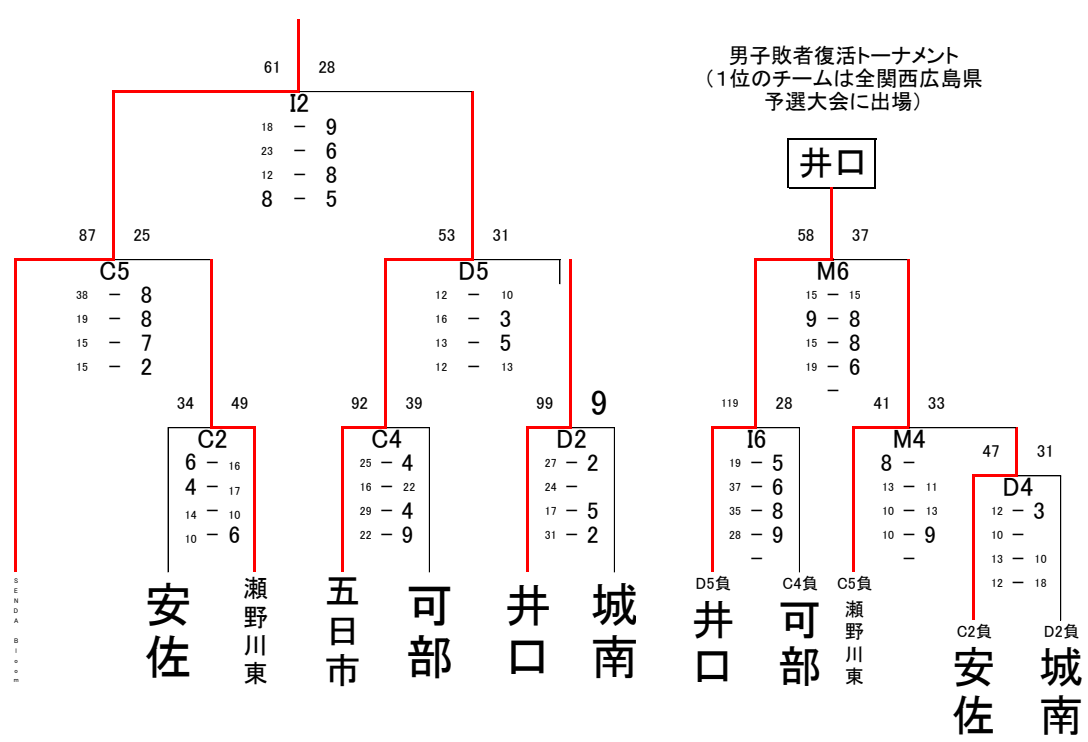 61 28
I2
18 － 9
23 － 6
12 － 8
8 － 5
男子敗者復活トーナメント
（１位のチームは全関西広島県
予選大会に出場）
井口
87 25
C5
38 － 8
19 － 8
15 － 7
15 － 2
53 31
D5
12 － 10
16 － 3
13 － 5
12 － 13
58 37
M6
15 － 15
9 － 8
15 － 8
19 － 6
－
34 49
C2
6 － 16
4 － 17
14 － 10
10 － 6
92 39
C4
25 － 4
16 － 22
29 － 4
22 － 9
99 9
D2
27 － 2
24 －
17 － 5
31 － 2
119 28
I6
19 － 5
37 － 6
35 － 8
28 － 9
－
41 33
M4
8 －
13 － 11
10 － 13
10 － 9
－
47 31
D4
12 － 3
10 －
13 － 10
12 － 18
SENDA Bloom
安佐
瀬野川東
五日市
可部
井口
城南
D5負
井口
C4負
可部
C5負
瀬野川東
C2負
安佐
D2負
城南